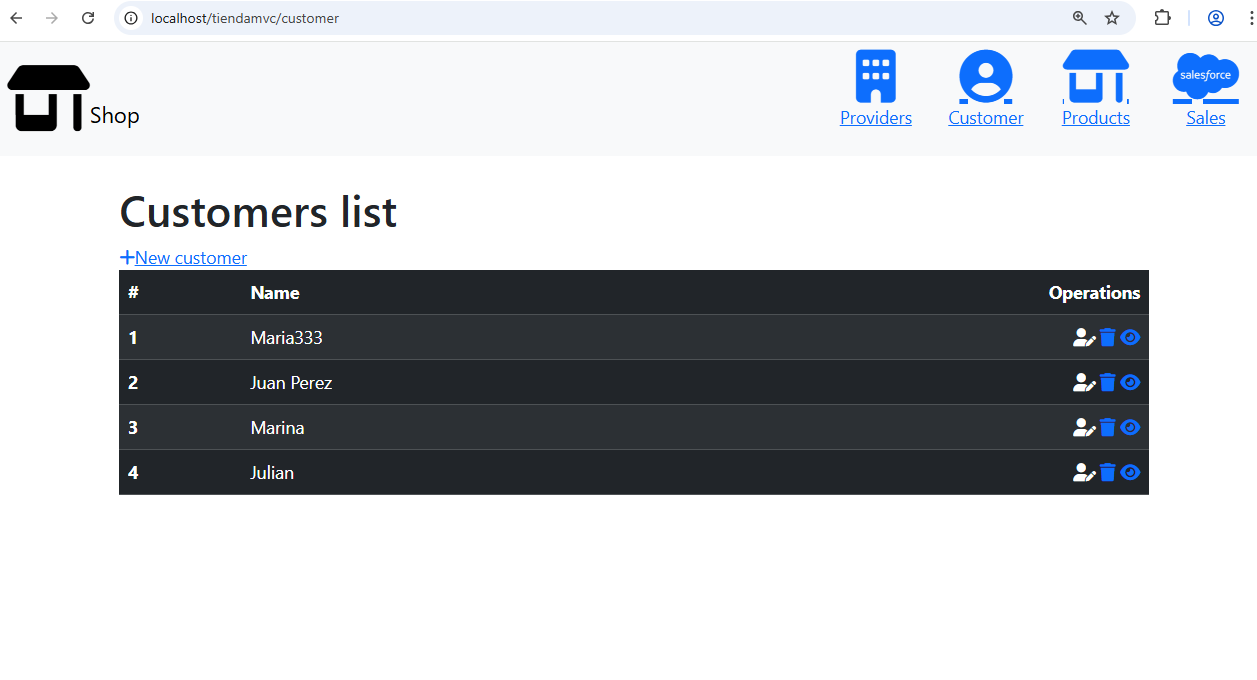 localhost/tiendamvc/customer
Shop
Providers
Customer
Products
salesforce
Sales
Customers list
+New customer
# Name Operations
1 Maria333
2 Juan Perez
3 Marina
4 Julian